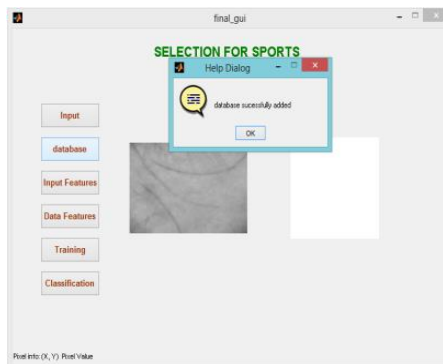 final_gui
SELECTION FOR SPORTS
Help Dialog
database sucessfully added
OK
Input
database
Input Features
Data Features
Training
Classification
Pixel info: (X, Y) Pixel Value